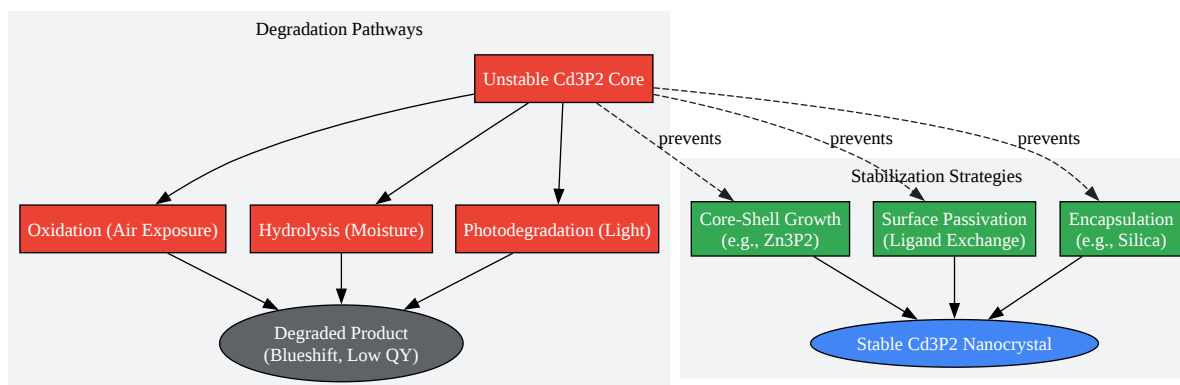 Degradation Pathways
Unstable Cd3P2 Core
prevents
prevents
prevents
Stabilization Strategies
Oxidation (Air Exposure)
Hydrolysis (Moisture)
Photodegradation (Light)
Core-Shell Growth
(e.g., Zn3P2)
Surface Passivation
(Ligand Exchange)
Encapsulation
(e.g., Silica)
Degraded Product
(Blueshift, Low QY)
Stable Cd3P2 Nanocrystal